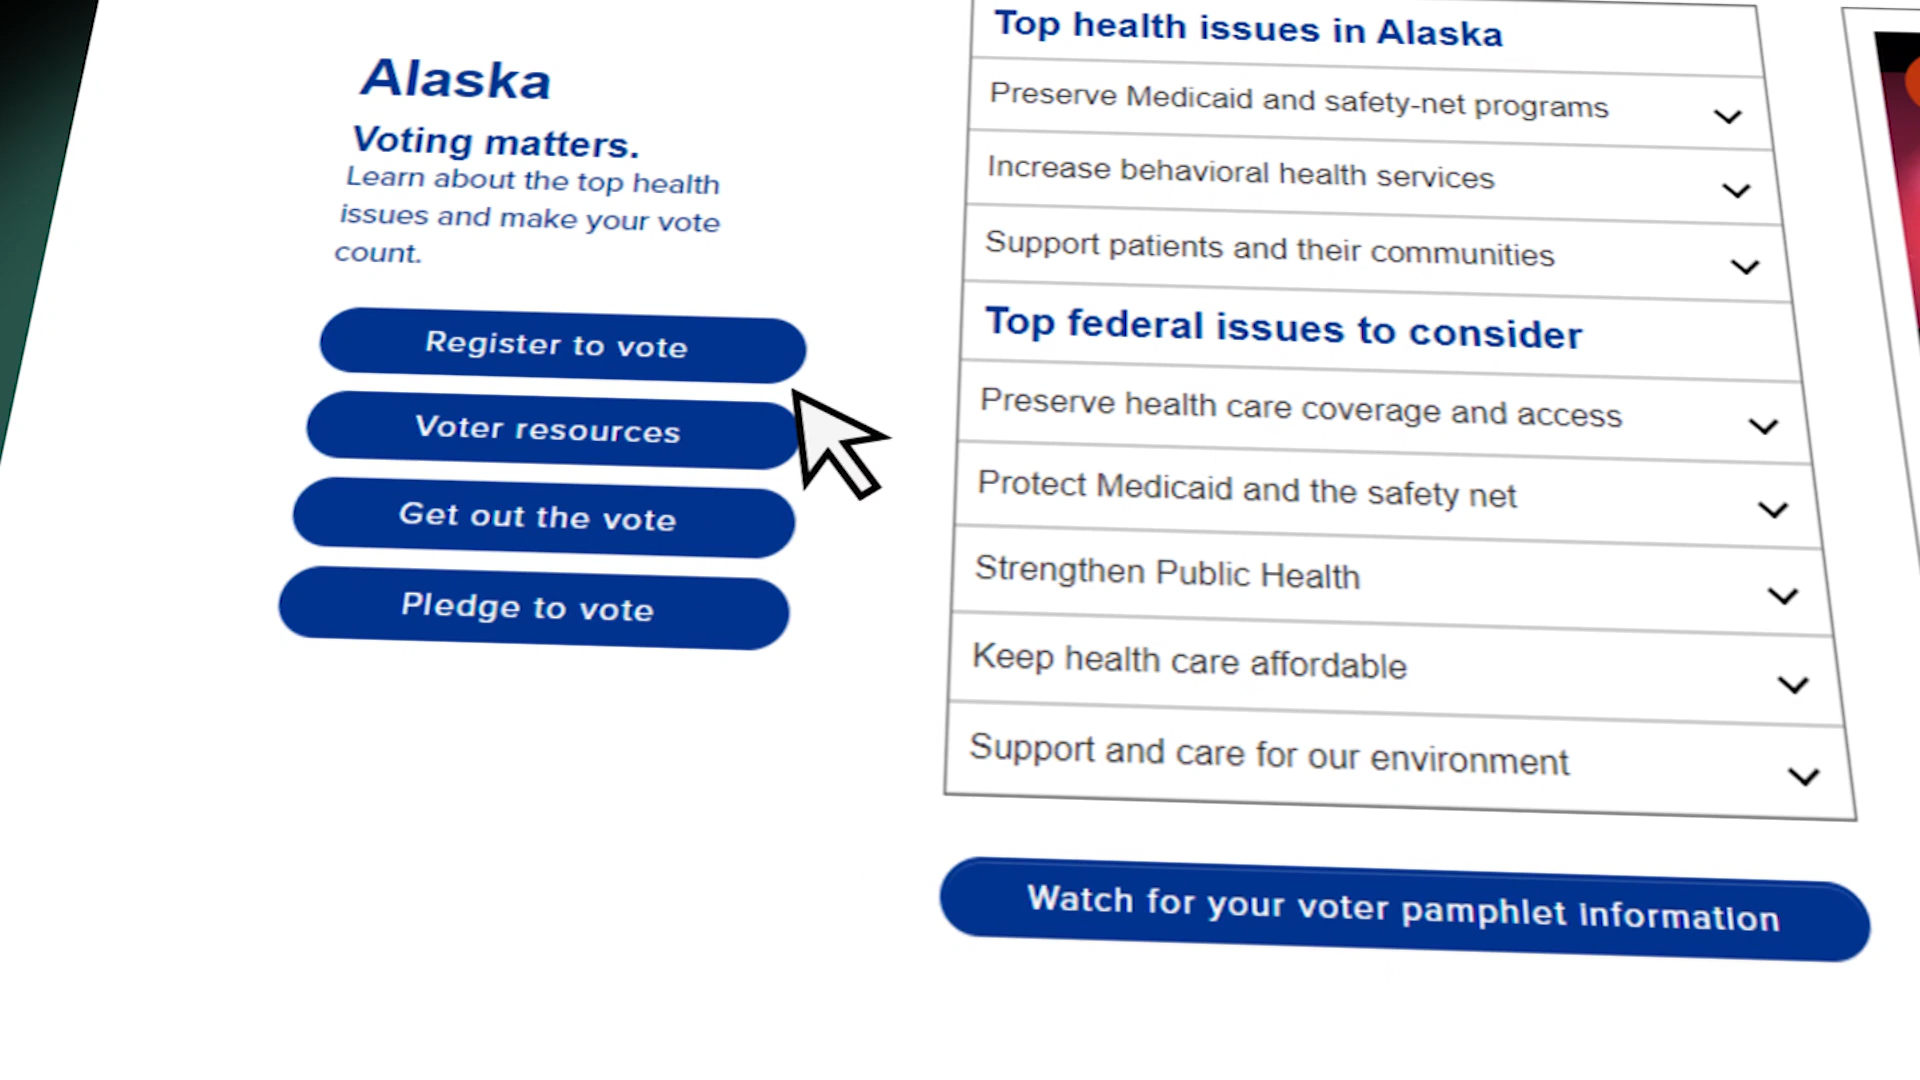 Alaska
Voting matters.
Learn about the top health
issues and make your vote
count.
Register to vote
Voter resources
Get out the vote
Pledge to vote
Top health issues in Alaska
Preserve Medicaid and safety-net programs
Increase behavioral health services
Support patients and their communities
Top federal issues to consider
Preserve health care coverage and access
Protect Medicaid and the safety net
Strengthen Public Health
Keep health care affordable
Support and care for our environment
Watch for your voter pamphlet information